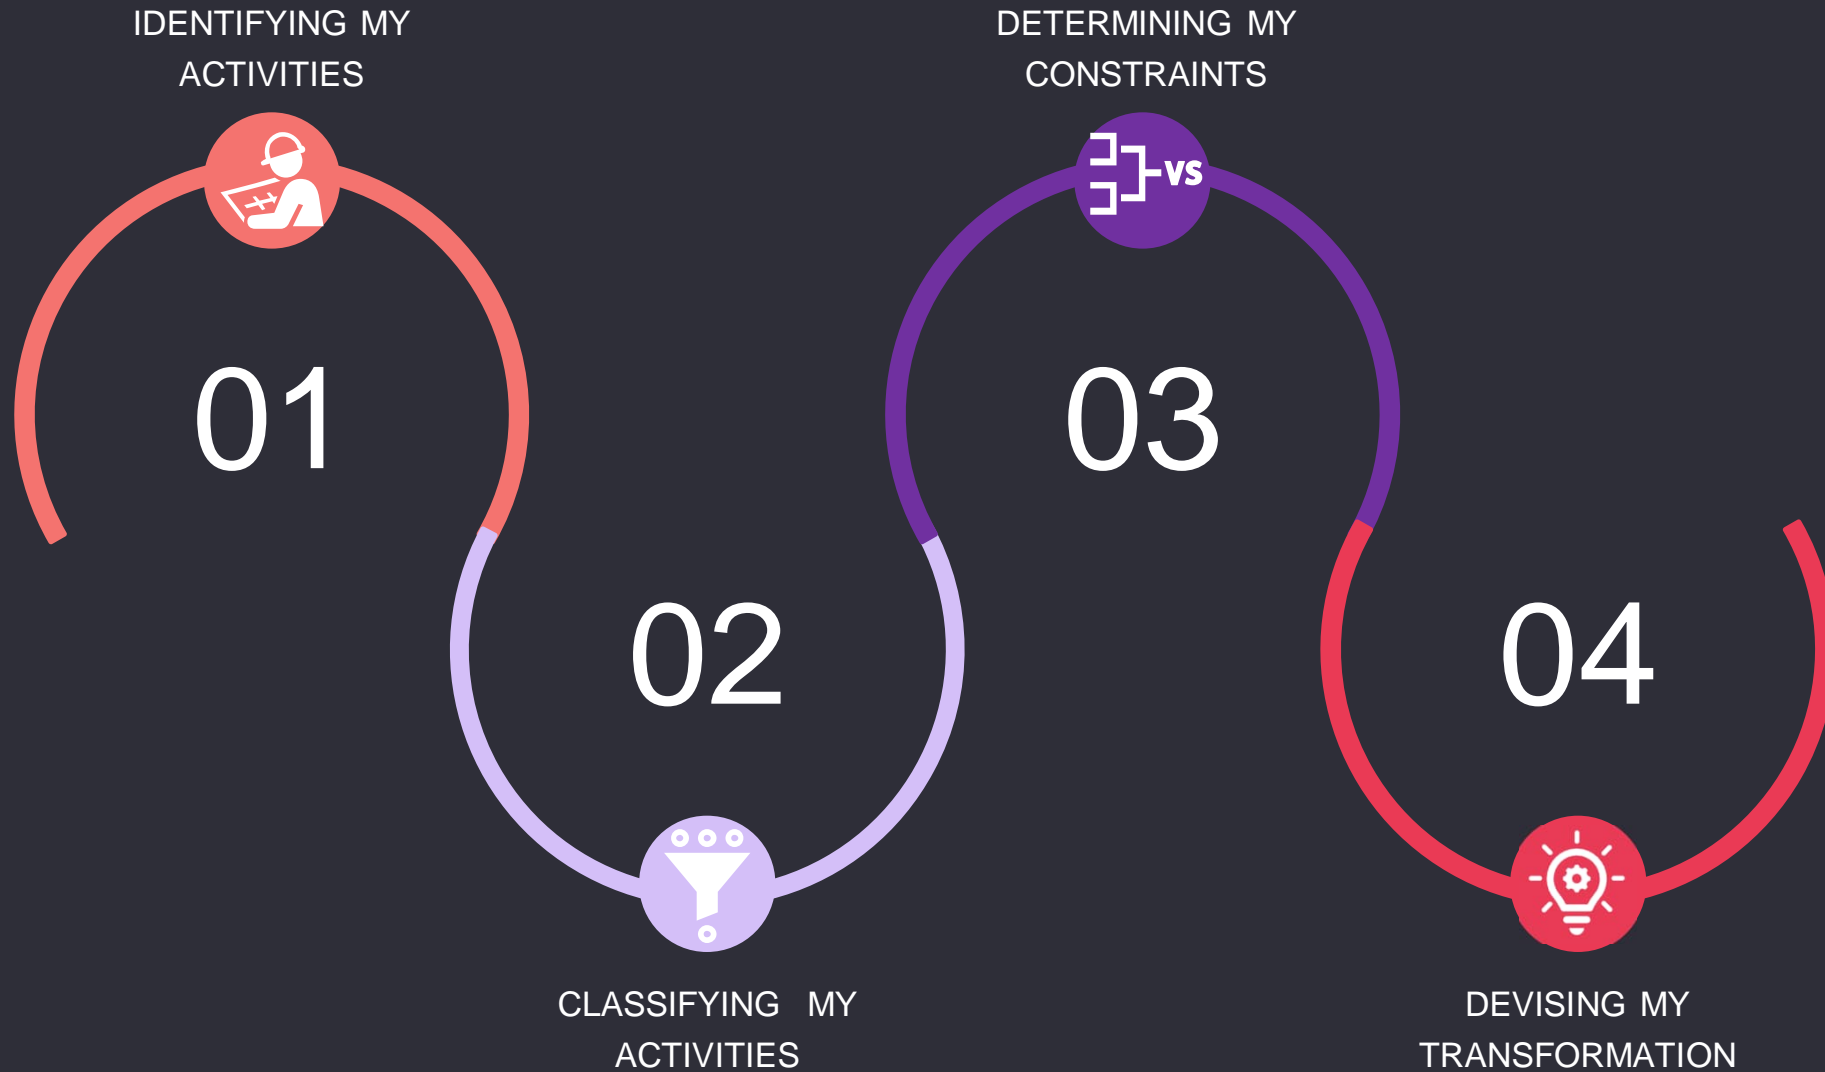 IDENTIFYING MY
ACTIVITIES
01
CLASSIFYING MY
ACTIVITIES
02
DETERMINING MY
CONSTRAINTS
VS
03
DEVISING MY
TRANSFORMATION
04